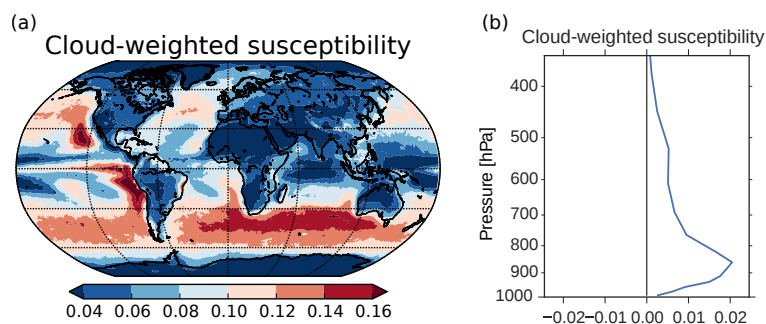 (a)
Cloud-weighted susceptibility
0.04 0.06 0.08 0.10 0.12 0.14 0.16
(b)
Cloud-weighted susceptibility
Pressure [hPa]
400
500
600
700
800
900
1000
−0.02 −0.01 0.00 0.01 0.02